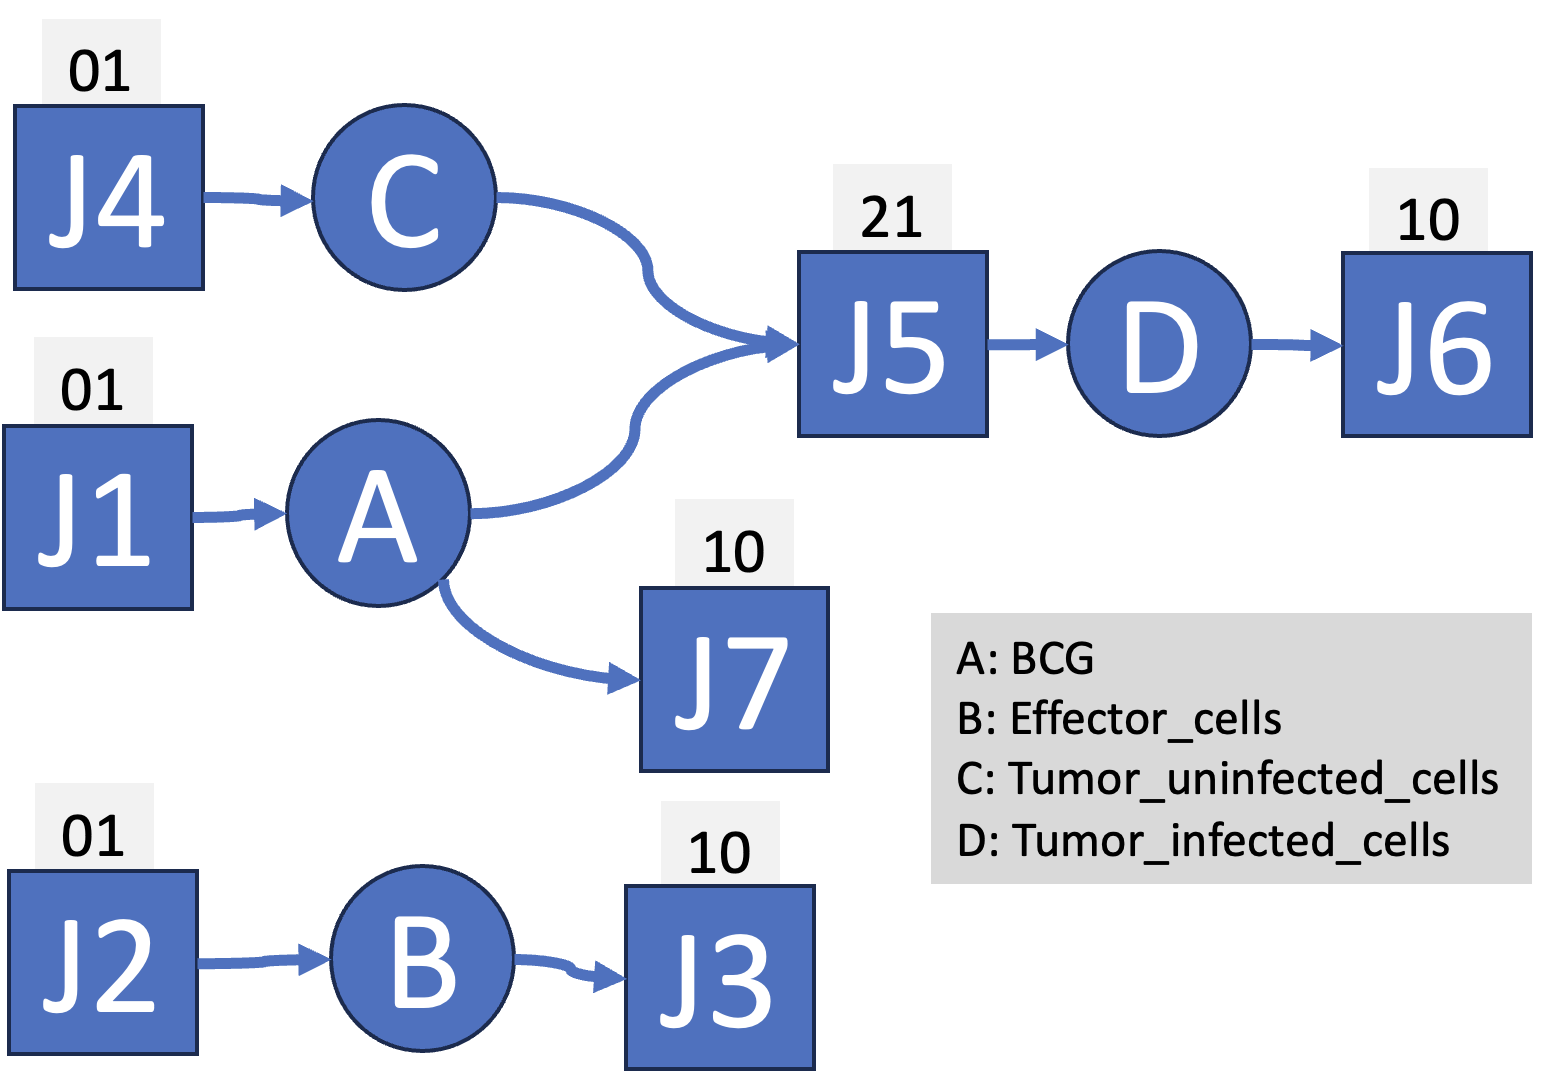 01
J4
C
21
J5
D
10
J6
01
J1
A
10
J7
01
J2
B
10
J3
A: BCG
B: Effector_cells
C: Tumor_uninfected_cells
D: Tumor_infected_cells